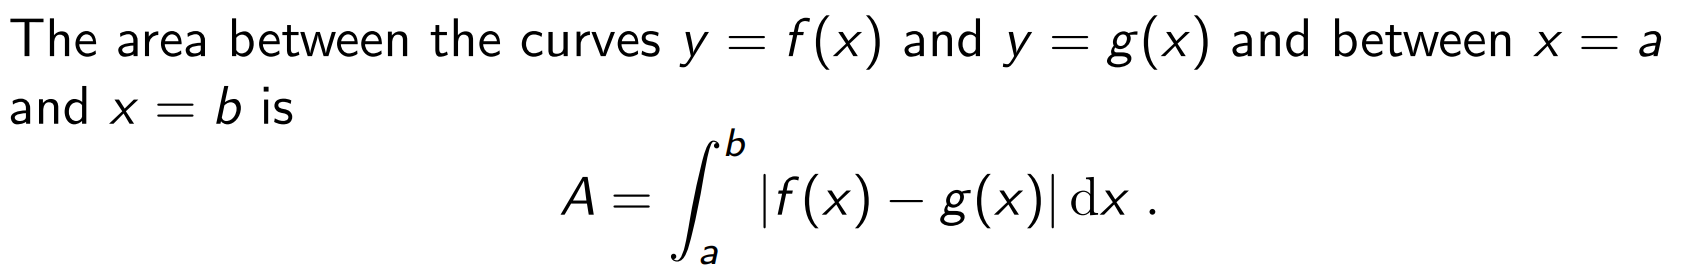 The area between the curves y = f(x) and y = g(x) and between x = a
and x = b is
A = ∫_a^b |f(x) − g(x)| dx .